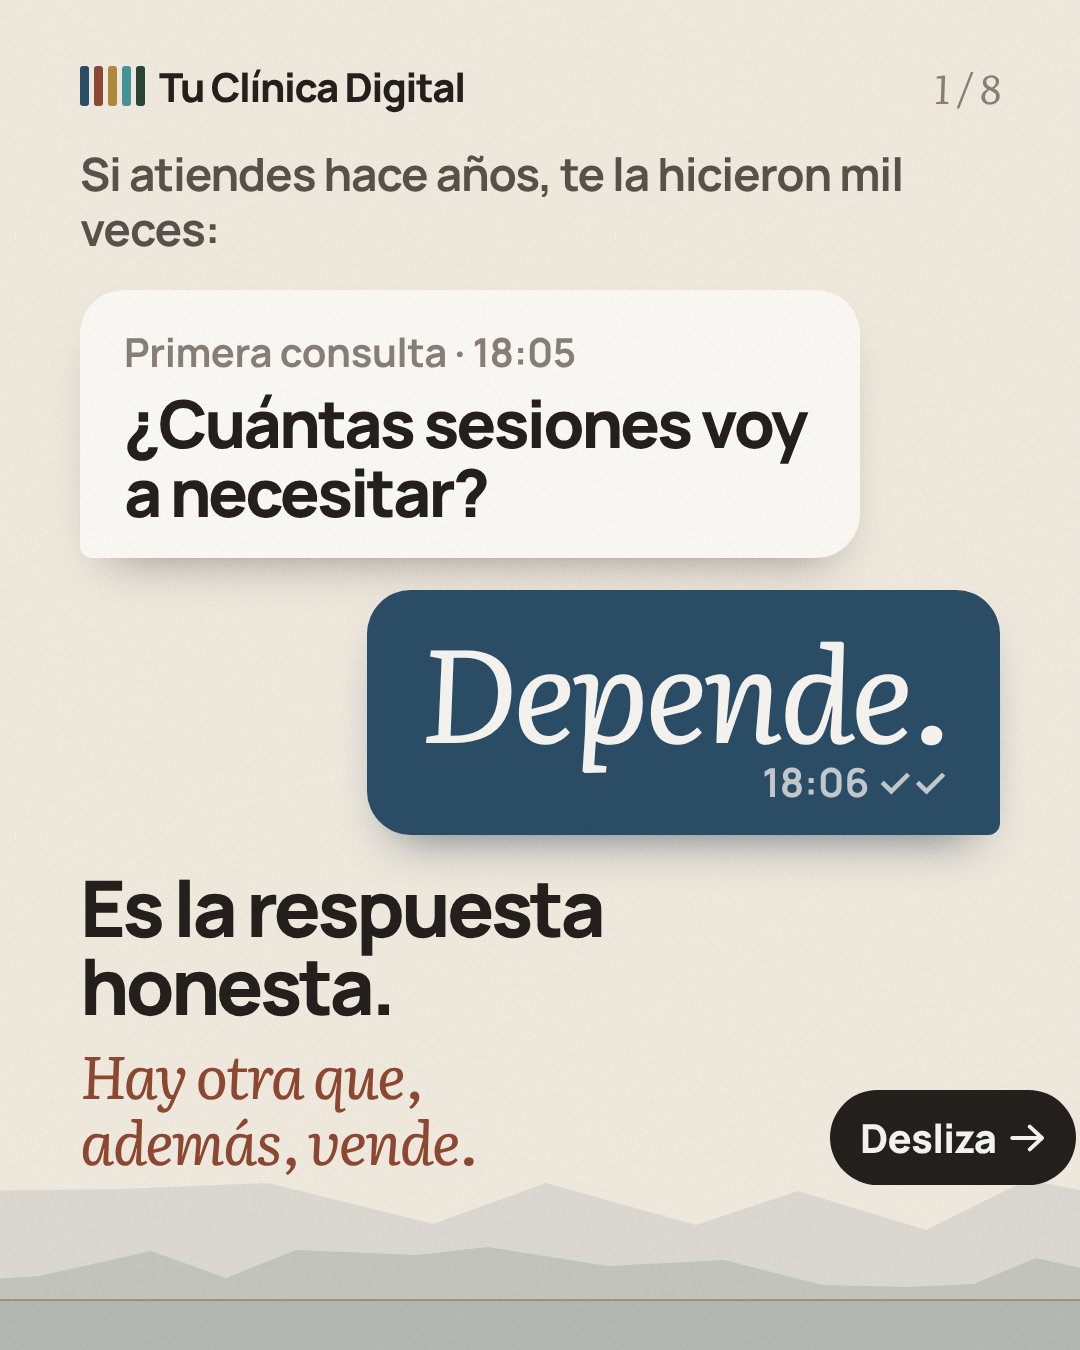 Tu Clínica Digital
1/8
Si atiendes hace años, te la hicieron mil
veces:
Primera consulta · 18:05
¿Cuántas sesiones voy
a necesitar?
Depende.
18:06 ✓✓
Es la respuesta
honesta.
Hay otra que,
además, vende.
Desliza →